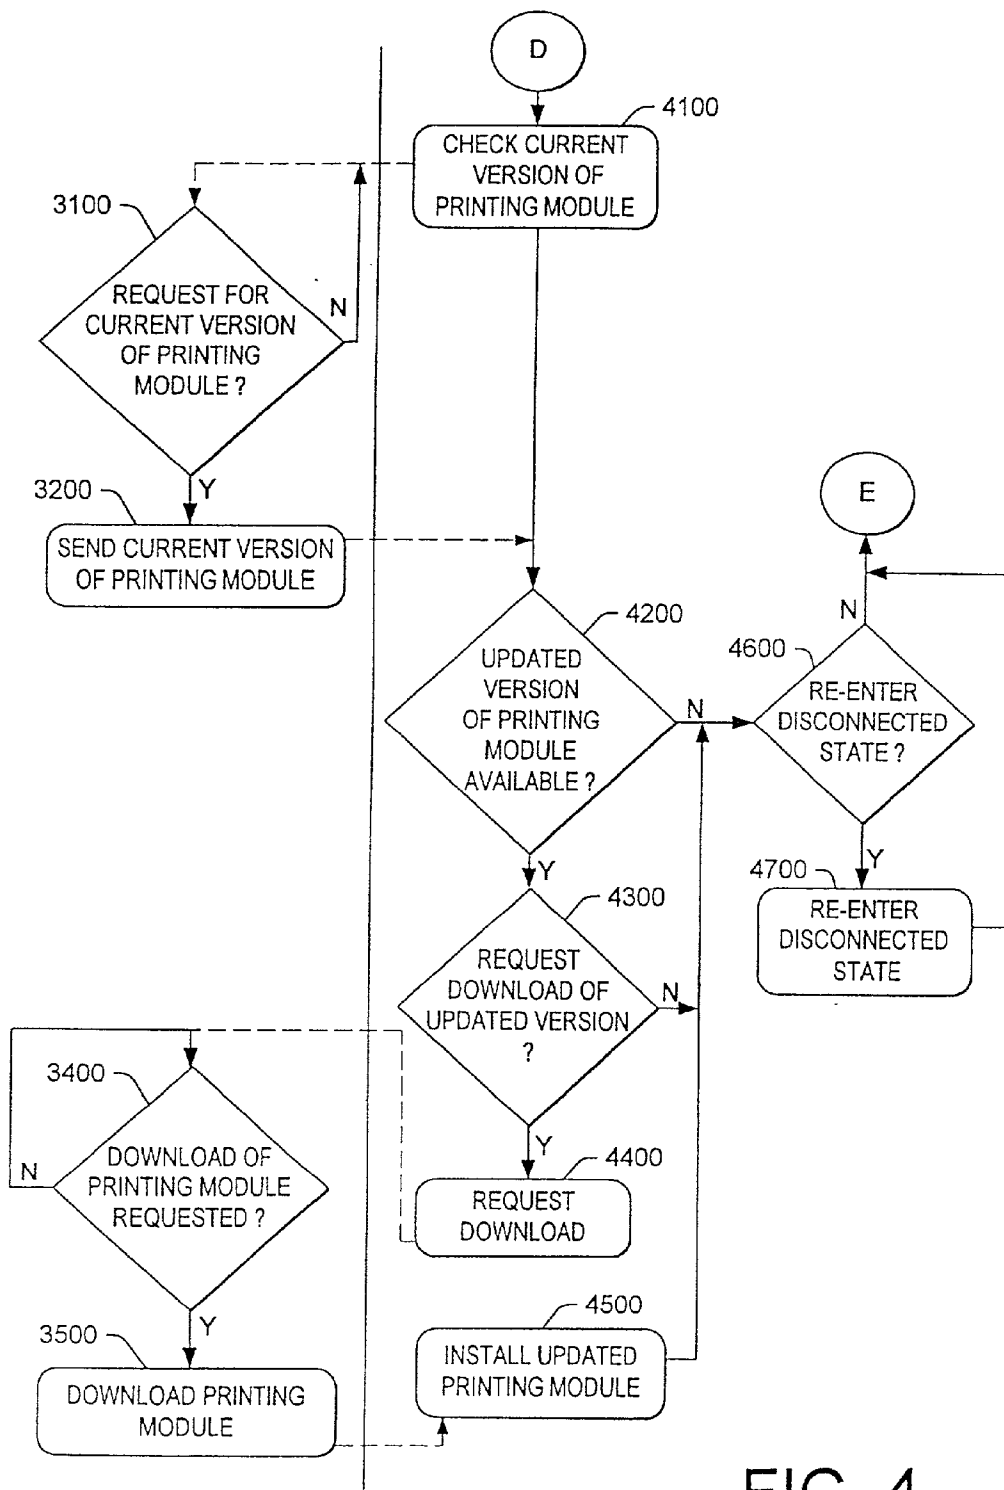 D
4100
CHECK CURRENT
VERSION OF
PRINTING MODULE
3100
REQUEST FOR
CURRENT VERSION
OF PRINTING
MODULE ?
N
Y
3200
SEND CURRENT VERSION
OF PRINTING MODULE
E
N
4200
UPDATED
VERSION
OF PRINTING
MODULE
AVAILABLE ?
N
Y
4600
RE-ENTER
DISCONNECTED
STATE ?
Y
4700
RE-ENTER
DISCONNECTED
STATE
4300
REQUEST
DOWNLOAD OF
UPDATED VERSION
?
N
Y
3400
DOWNLOAD OF
PRINTING MODULE
REQUESTED ?
N
Y
4400
REQUEST
DOWNLOAD
3500
DOWNLOAD PRINTING
MODULE
4500
INSTALL UPDATED
PRINTING MODULE
FIG. 4